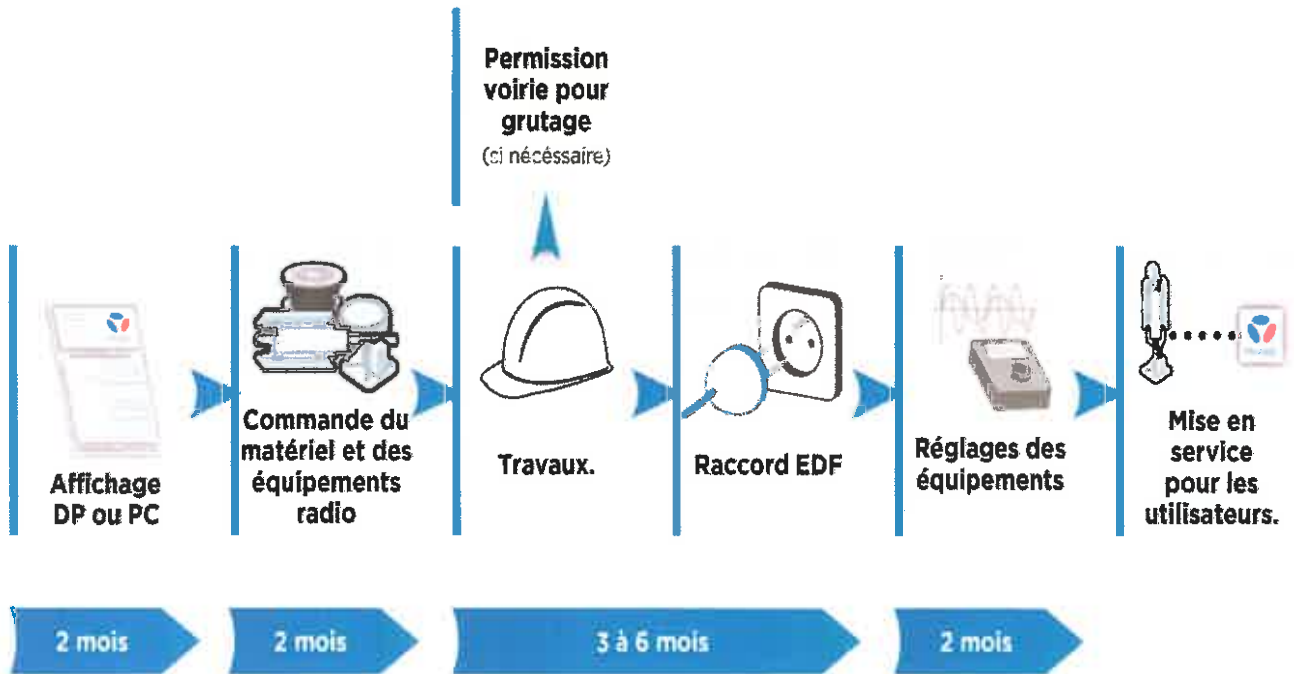 Permission
voirie pour
grutage
(si nécéssaire)
Affichage
DP ou PC
Commande du
matériel et des
équipements
radio
Travaux.
Raccord EDF
Réglages des
équipements
Mise en
service
pour les
utilisateurs.
2 mois
2 mois
3 à 6 mois
2 mois